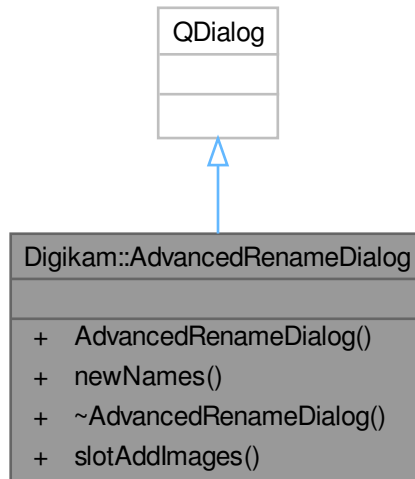 QDialog
Digikam::AdvancedRenameDialog
+ AdvancedRenameDialog()
+ newNames()
+ ~AdvancedRenameDialog()
+ slotAddImages()